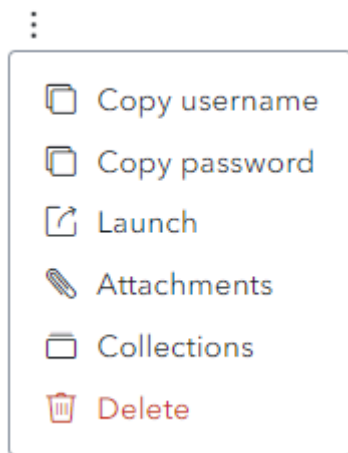 Copy username
Copy password
Launch
Attachments
Collections
Delete